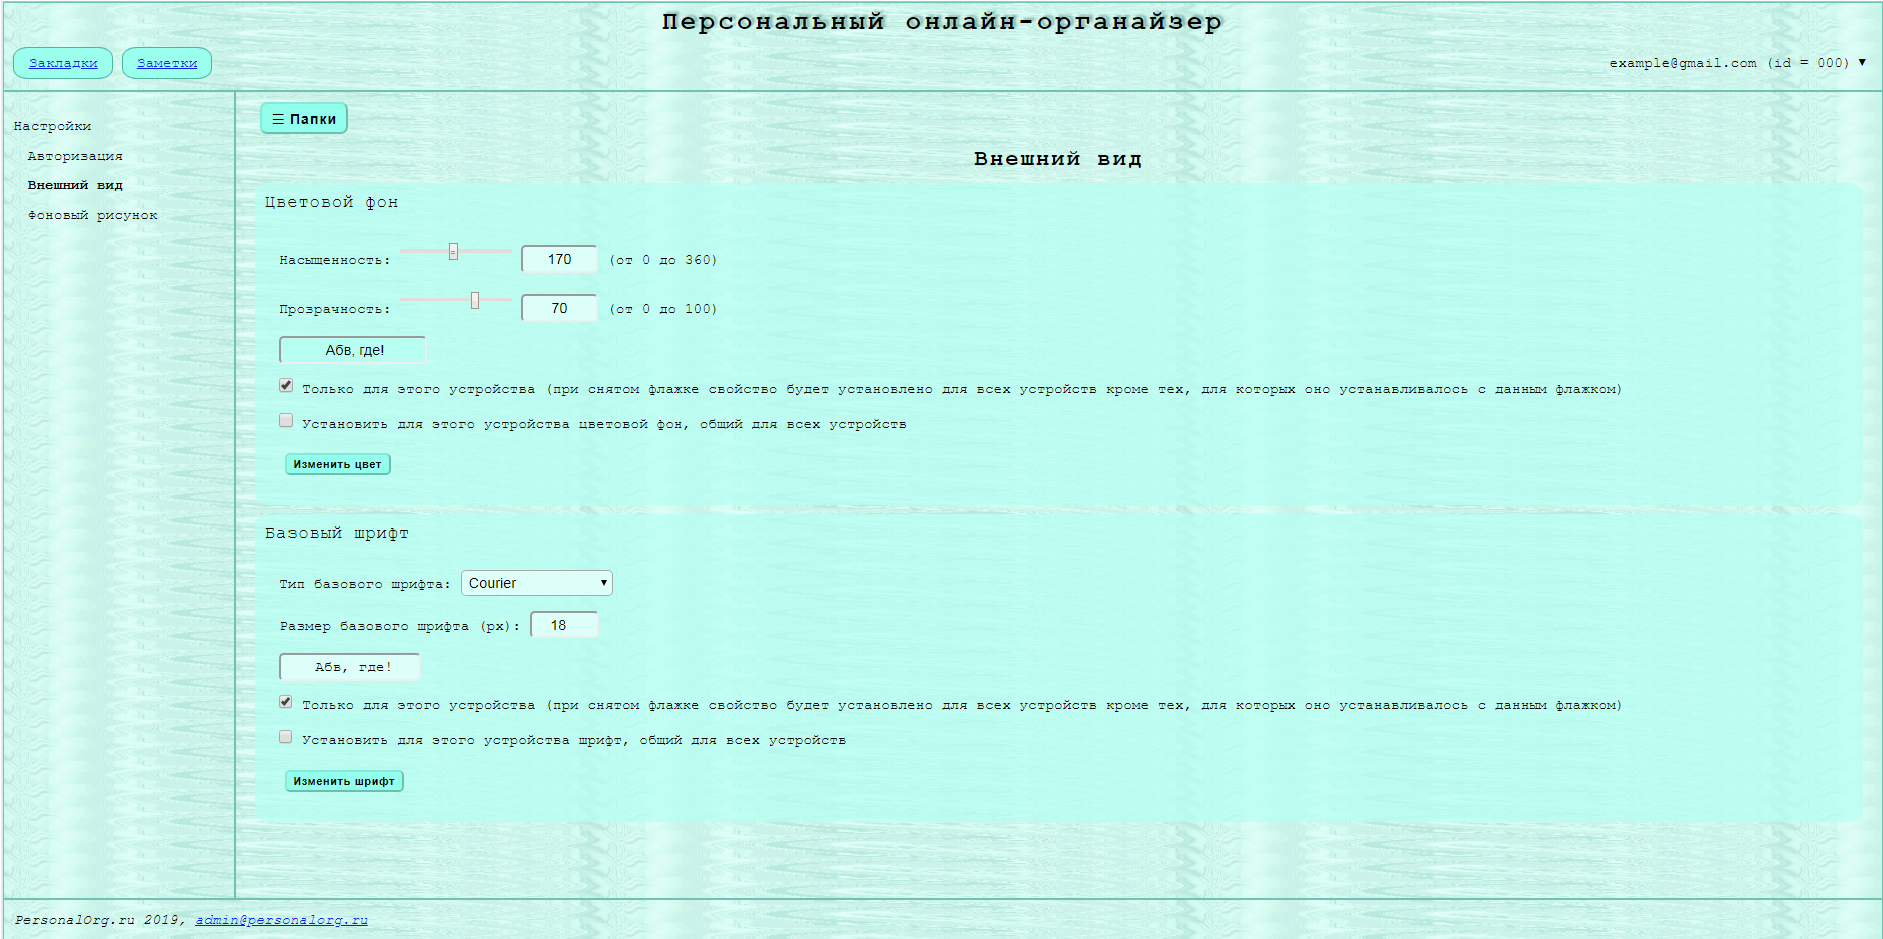 Персональный онлайн-органайзер
Закладки Заметки example@gmail.com (id = 000) ▼
☰ Папки
Настройки
Авторизация
Внешний вид
Фоновый рисунок
Внешний вид
Цветовой фон
Насыщенность: 170 (от 0 до 360)
Прозрачность: 70 (от 0 до 100)
Абв, где!
Только для этого устройства (при снятом флажке свойство будет установлено для всех устройств кроме тех, для которых оно устанавливалось с данным флажком)
Установить для этого устройства цветовой фон, общий для всех устройств
Изменить цвет
Базовый шрифт
Тип базового шрифта: Courier ▼
Размер базового шрифта (px): 18
Абв, где!
Только для этого устройства (при снятом флажке свойство будет установлено для всех устройств кроме тех, для которых оно устанавливалось с данным флажком)
Установить для этого устройства шрифт, общий для всех устройств
Изменить шрифт
PersonalOrg.ru 2019, admin@personalorg.ru